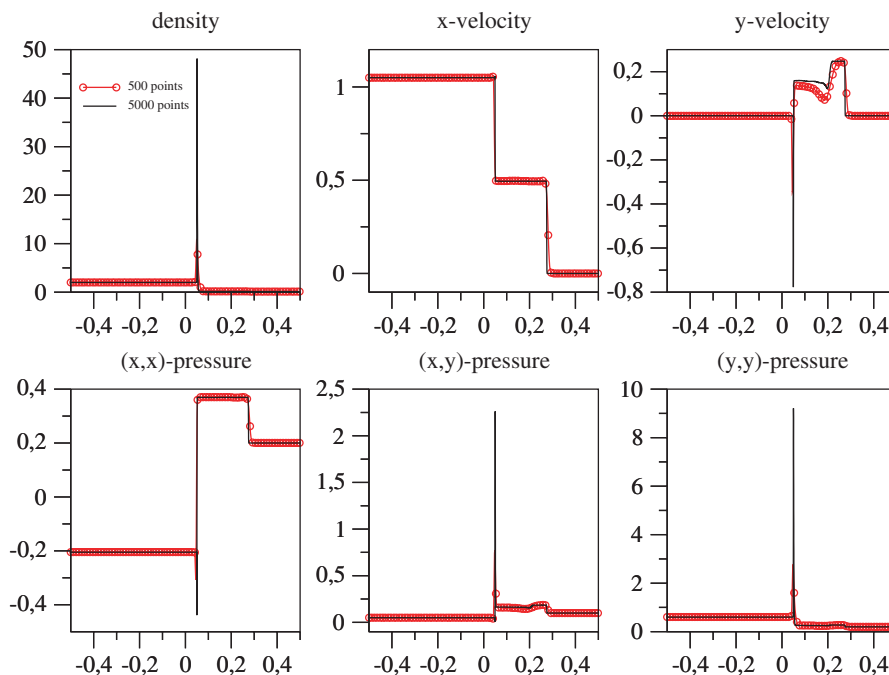 density
x-velocity
y-velocity
50
40
30
20
10
0
500 points
5000 points
-0,4 -0,2 0 0,2 0,4
1
0,5
0
-0,4 -0,2 0 0,2 0,4
0,2
0
-0,2
-0,4
-0,6
-0,8
-0,4 -0,2 0 0,2 0,4
(x,x)-pressure
(x,y)-pressure
(y,y)-pressure
0,4
0,2
0
-0,2
-0,4
-0,4 -0,2 0 0,2 0,4
2,5
2
1,5
1
0,5
0
-0,4 -0,2 0 0,2 0,4
10
8
6
4
2
0
-0,4 -0,2 0 0,2 0,4